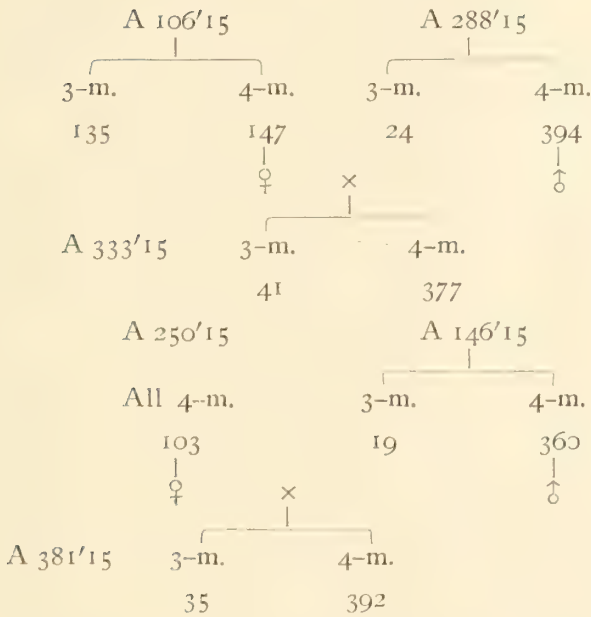 A 106'15 A 288'15
3-m. 4-m. 3-m. 4-m.
135 147 24 394
♀ × ♂
A 333'15 3-m. 4-m.
41 377
A 250'15 A 146'15
All 4-m. 3-m. 4-m.
103 19 360
♀ × ♂
A 381'15 3-m. 4-m.
35 392